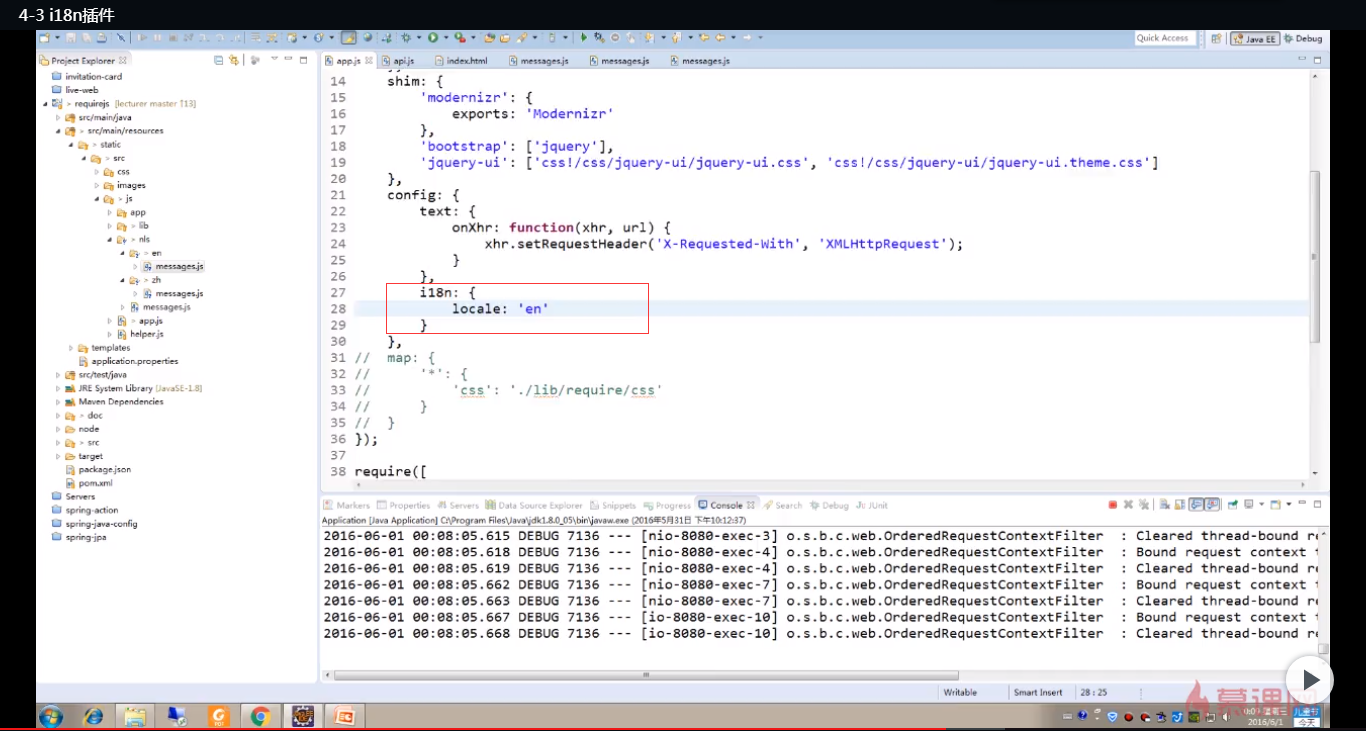 4-3 i18n插件
Quick Access
Java EE
Debug
Project Explorer
invitation-card
live-web
requirejs [lecturer master ↑13]
src/main/java
src/main/resources
static
src
css
images
js
app
lib
nls
en
messages.js
zh
messages.js
messages.js
app.js
helper.js
templates
application.properties
src/test/java
JRE System Library [JavaSE-1.8]
Maven Dependencies
doc
node
src
target
package.json
pom.xml
Servers
spring-action
spring-java-config
spring-jpa
app.js api.js index.html messages.js messages.js messages.js
14 shim: {
15 'modernizr': {
16 exports: 'Modernizr'
17 },
18 'bootstrap': ['jquery'],
19 'jquery-ui': ['css!/css/jquery-ui/jquery-ui.css', 'css!/css/jquery-ui/jquery-ui.theme.css']
20 },
21 config: {
22 text: {
23 onXhr: function(xhr, url) {
24 xhr.setRequestHeader('X-Requested-With', 'XMLHttpRequest');
25 }
26 },
27 i18n: {
28 locale: 'en'
29 }
30 },
31 // map: {
32 // '*': {
33 // 'css': './lib/require/css'
34 // }
35 // }
36 });
37
38 require([
Markers Properties Servers Data Source Explorer Snippets Progress Console Search Debug JUnit
Application [Java Application] C:\Program Files\Java\jdk1.8.0_05\bin\javaw.exe (2016年5月31日 下午10:12:37)
2016-06-01 00:08:05.615 DEBUG 7136 --- [nio-8080-exec-3] o.s.b.c.web.OrderedRequestContextFilter : Cleared thread-bound re
2016-06-01 00:08:05.618 DEBUG 7136 --- [nio-8080-exec-4] o.s.b.c.web.OrderedRequestContextFilter : Bound request context
2016-06-01 00:08:05.619 DEBUG 7136 --- [nio-8080-exec-4] o.s.b.c.web.OrderedRequestContextFilter : Cleared thread-bound re
2016-06-01 00:08:05.662 DEBUG 7136 --- [nio-8080-exec-7] o.s.b.c.web.OrderedRequestContextFilter : Bound request context
2016-06-01 00:08:05.663 DEBUG 7136 --- [nio-8080-exec-7] o.s.b.c.web.OrderedRequestContextFilter : Cleared thread-bound re
2016-06-01 00:08:05.667 DEBUG 7136 --- [io-8080-exec-10] o.s.b.c.web.OrderedRequestContextFilter : Bound request context
2016-06-01 00:08:05.668 DEBUG 7136 --- [io-8080-exec-10] o.s.b.c.web.OrderedRequestContextFilter : Cleared thread-bound re
Writable Smart Insert 28 : 25
慕课网
儿童节
2016/6/1 今天